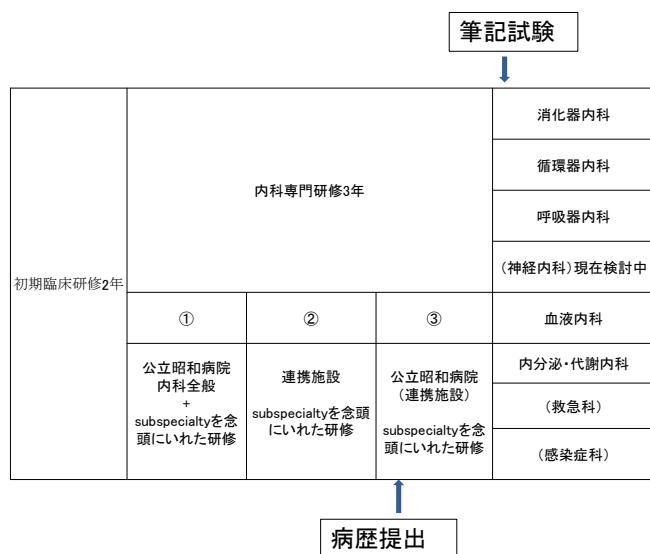 筆記試験
初期臨床研修2年
内科専門研修3年
①
②
③
公立昭和病院
内科全般
+
subspecialtyを念
頭にいれた研修
連携施設
subspecialtyを念頭
にいれた研修
公立昭和病院
(連携施設)
subspecialtyを念
頭にいれた研修
消化器内科
循環器内科
呼吸器内科
(神経内科)現在検討中
血液内科
内分泌・代謝内科
(救急科)
(感染症科)
病歴提出